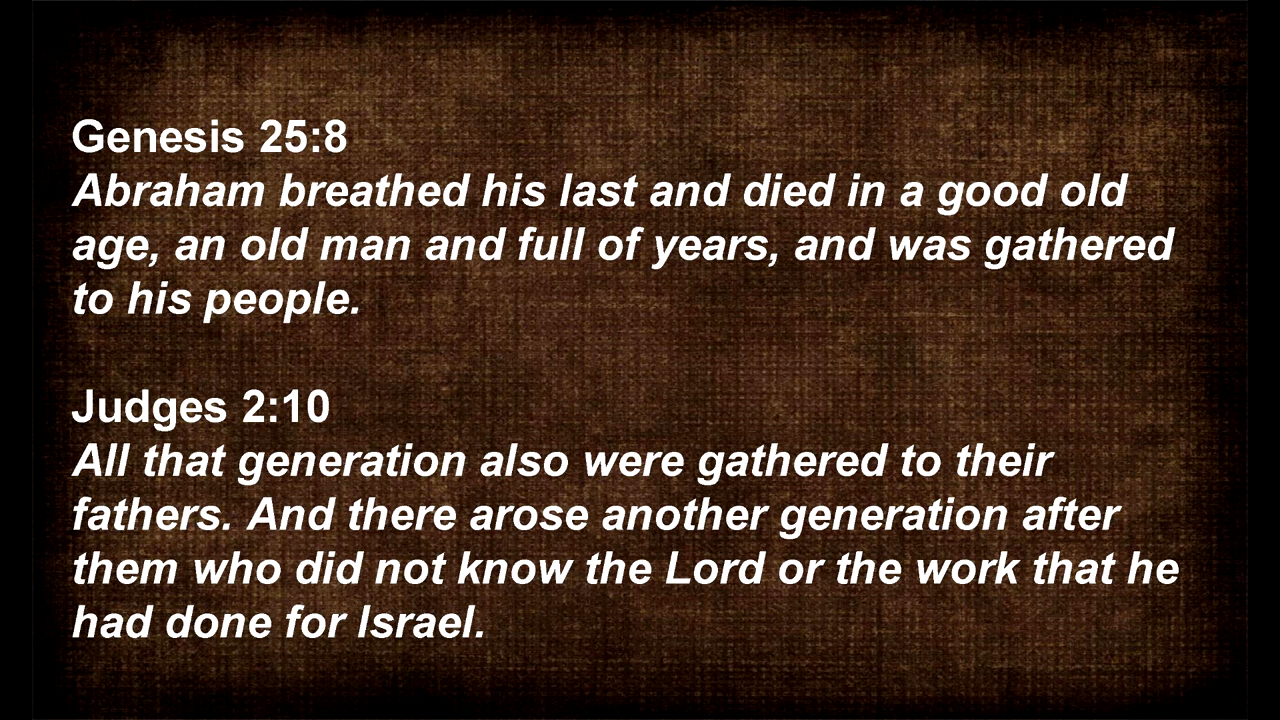 Genesis 25:8
Abraham breathed his last and died in a good old
age, an old man and full of years, and was gathered
to his people.
Judges 2:10
All that generation also were gathered to their
fathers. And there arose another generation after
them who did not know the Lord or the work that he
had done for Israel.